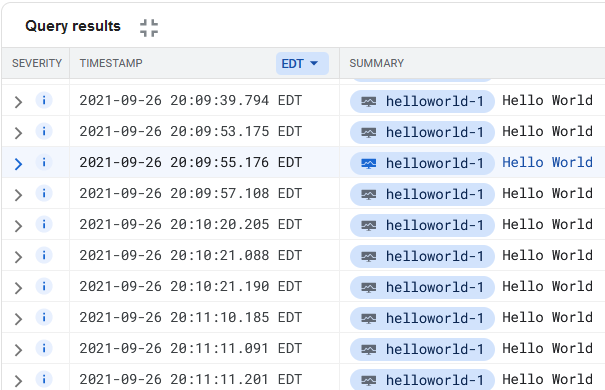 Query results
SEVERITY TIMESTAMP EDT SUMMARY
2021-09-26 20:09:39.794 EDT helloworld-1 Hello World
2021-09-26 20:09:53.175 EDT helloworld-1 Hello World
2021-09-26 20:09:55.176 EDT helloworld-1 Hello World
2021-09-26 20:09:57.108 EDT helloworld-1 Hello World
2021-09-26 20:10:20.205 EDT helloworld-1 Hello World
2021-09-26 20:10:21.088 EDT helloworld-1 Hello World
2021-09-26 20:10:21.190 EDT helloworld-1 Hello World
2021-09-26 20:11:10.185 EDT helloworld-1 Hello World
2021-09-26 20:11:11.091 EDT helloworld-1 Hello World
2021-09-26 20:11:11.201 EDT helloworld-1 Hello World